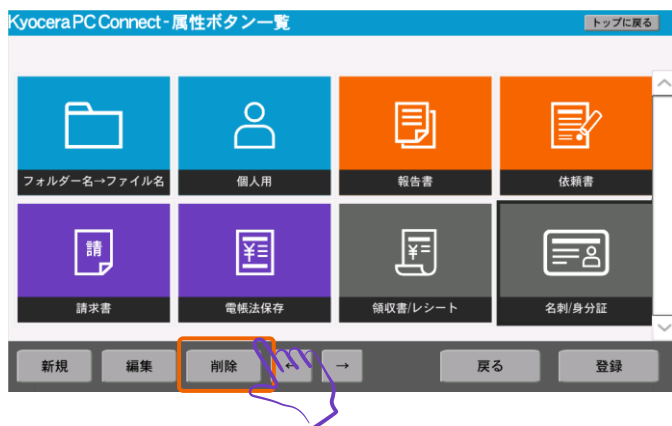 Kyocera PC Connect - 属性ボタン一覧
トップに戻る
フォルダー名→ファイル名
個人用
報告書
依頼書
請
¥
¥
請求書
電帳法保存
領収書/レシート
名刺/身分証
新規
編集
削除
←
→
戻る
登録